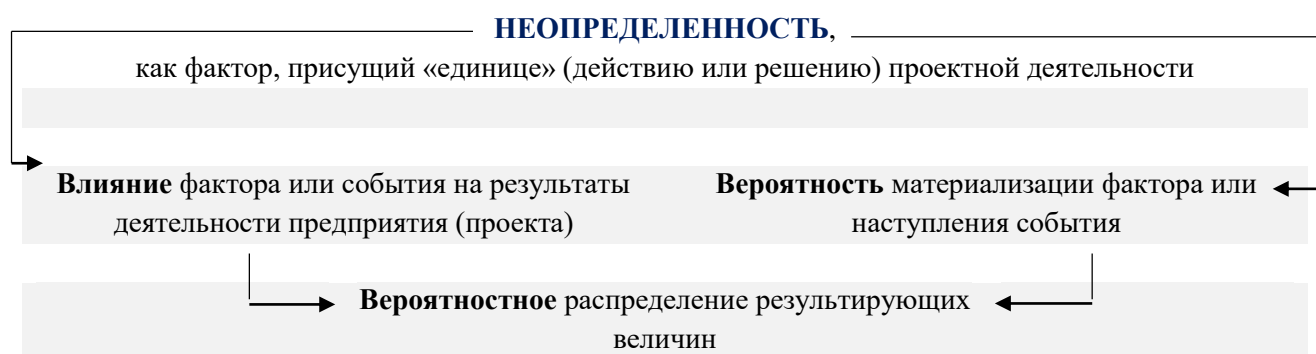 НЕОПРЕДЕЛЕННОСТЬ,
как фактор, присущий «единице» (действию или решению) проектной деятельности
Влияние фактора или события на результаты
деятельности предприятия (проекта)
Вероятность материализации фактора или
наступления события
Вероятностное распределение результирующих
величин